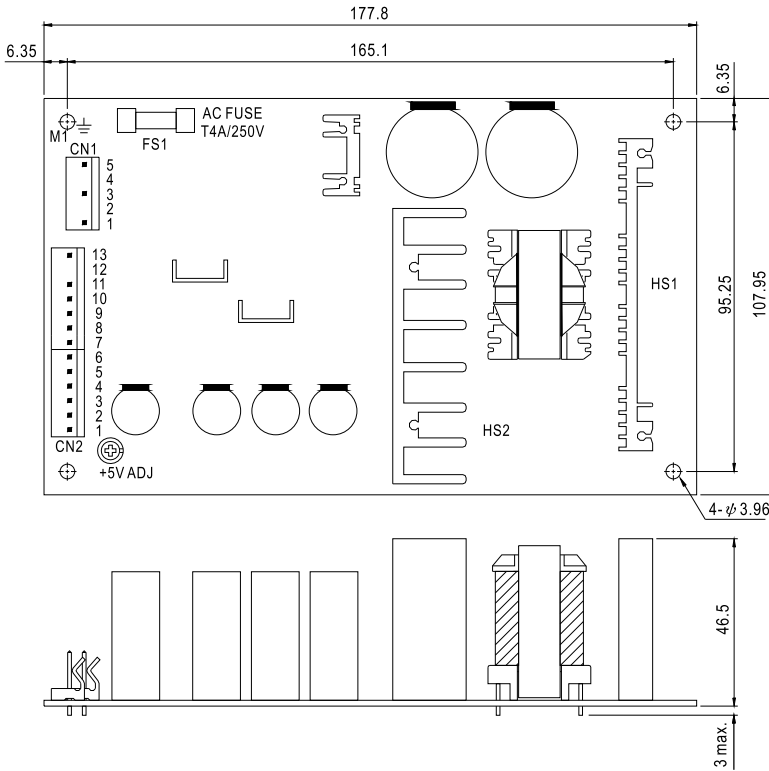 177.8
6.35
165.1
6.35
AC FUSE
T4A/250V
M1
FS1
CN1
5
4
3
2
1
13
12
11
10
9
8
7
6
5
4
3
2
1
CN2
+5V ADJ
HS1
HS2
95.25
107.95
4-ψ 3.96
46.5
3 max.